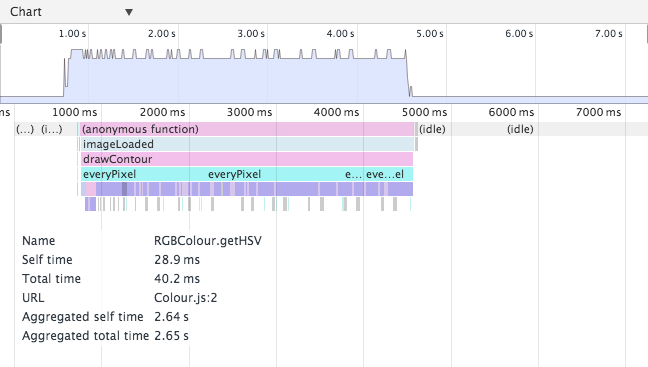 Chart ▼
1.00 s 2.00 s 3.00 s 4.00 s 5.00 s 6.00 s 7.00 s
ms 1000 ms 2000 ms 3000 ms 4000 ms 5000 ms 6000 ms 7000 ms
(...) (i...) (anonymous function) (idle) (idle)
imageLoaded
drawContour
everyPixel everyPixel e... eve...el
Name RGBColour.getHSV
Self time 28.9 ms
Total time 40.2 ms
URL Colour.js:2
Aggregated self time 2.64 s
Aggregated total time 2.65 s